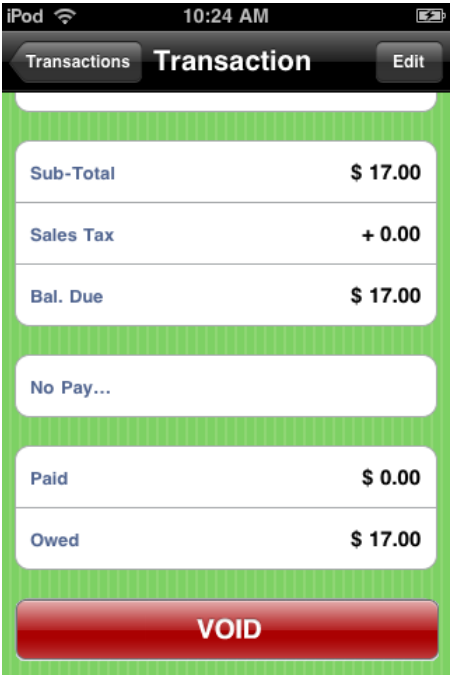 iPod 10:24 AM
Transactions Transaction Edit
Sub-Total $ 17.00
Sales Tax + 0.00
Bal. Due $ 17.00
No Pay...
Paid $ 0.00
Owed $ 17.00
VOID